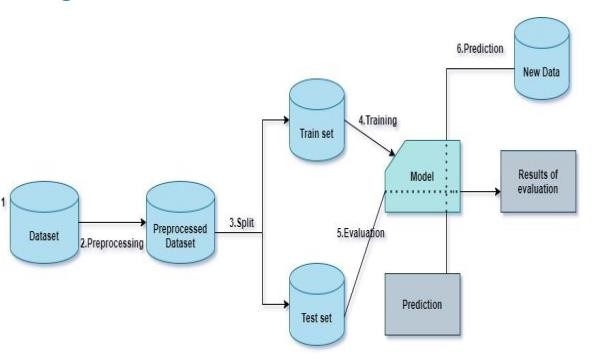 1
Dataset
2.Preprocessing
Preprocessed
Dataset
3.Split
Train set
4.Training
Test set
5.Evaluation
Model
6.Prediction
New Data
Results of
evaluation
Prediction